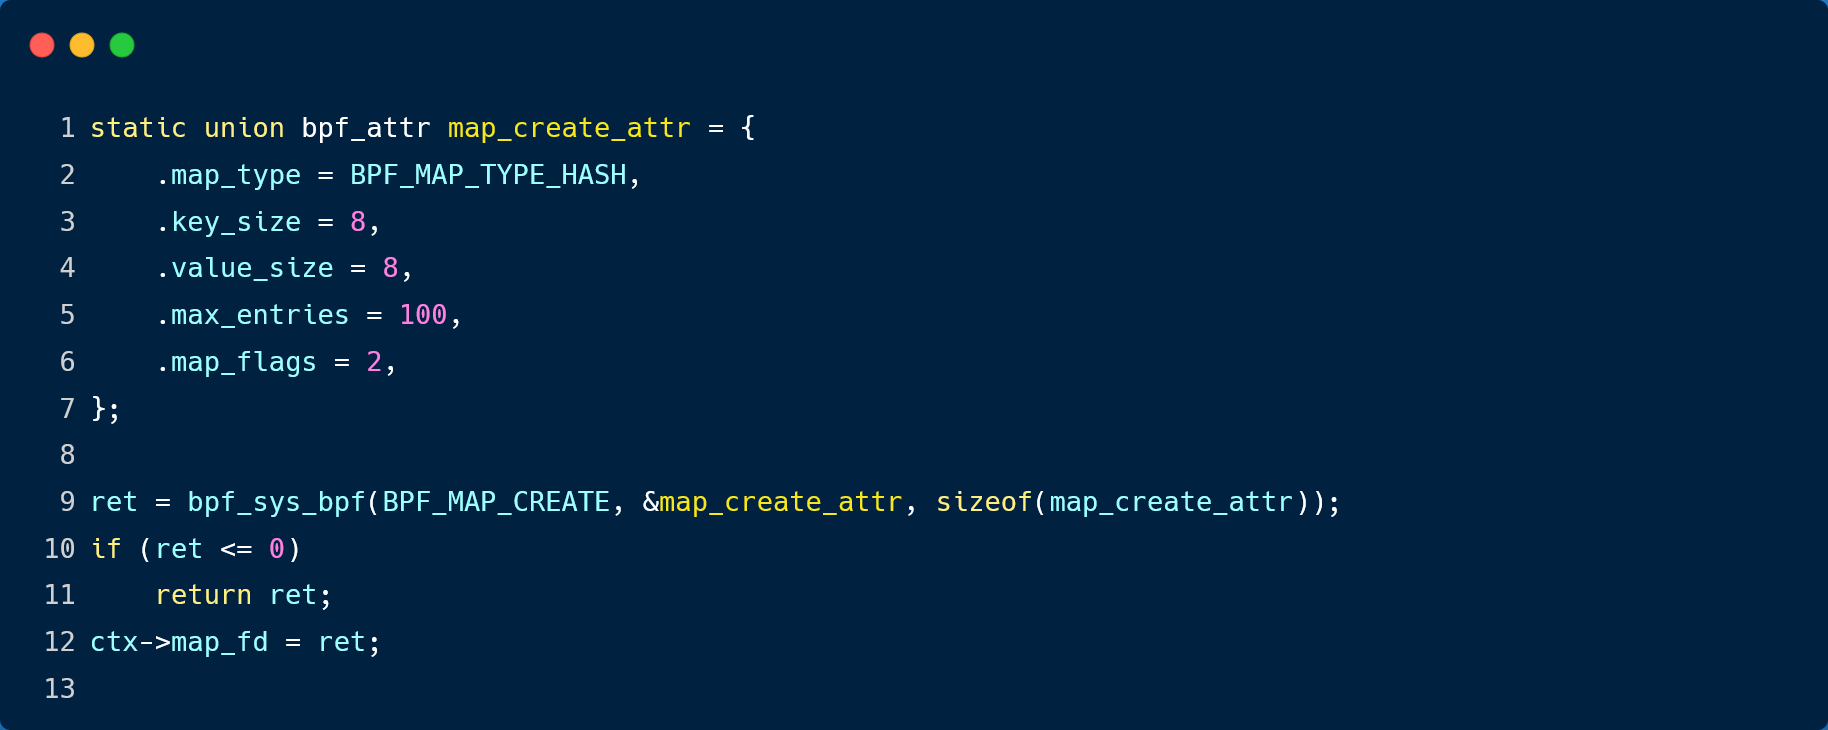 1 static union bpf_attr map_create_attr = {
2     .map_type = BPF_MAP_TYPE_HASH,
3     .key_size = 8,
4     .value_size = 8,
5     .max_entries = 100,
6     .map_flags = 2,
7 };
8
9 ret = bpf_sys_bpf(BPF_MAP_CREATE, &map_create_attr, sizeof(map_create_attr));
10 if (ret <= 0)
11     return ret;
12 ctx->map_fd = ret;
13